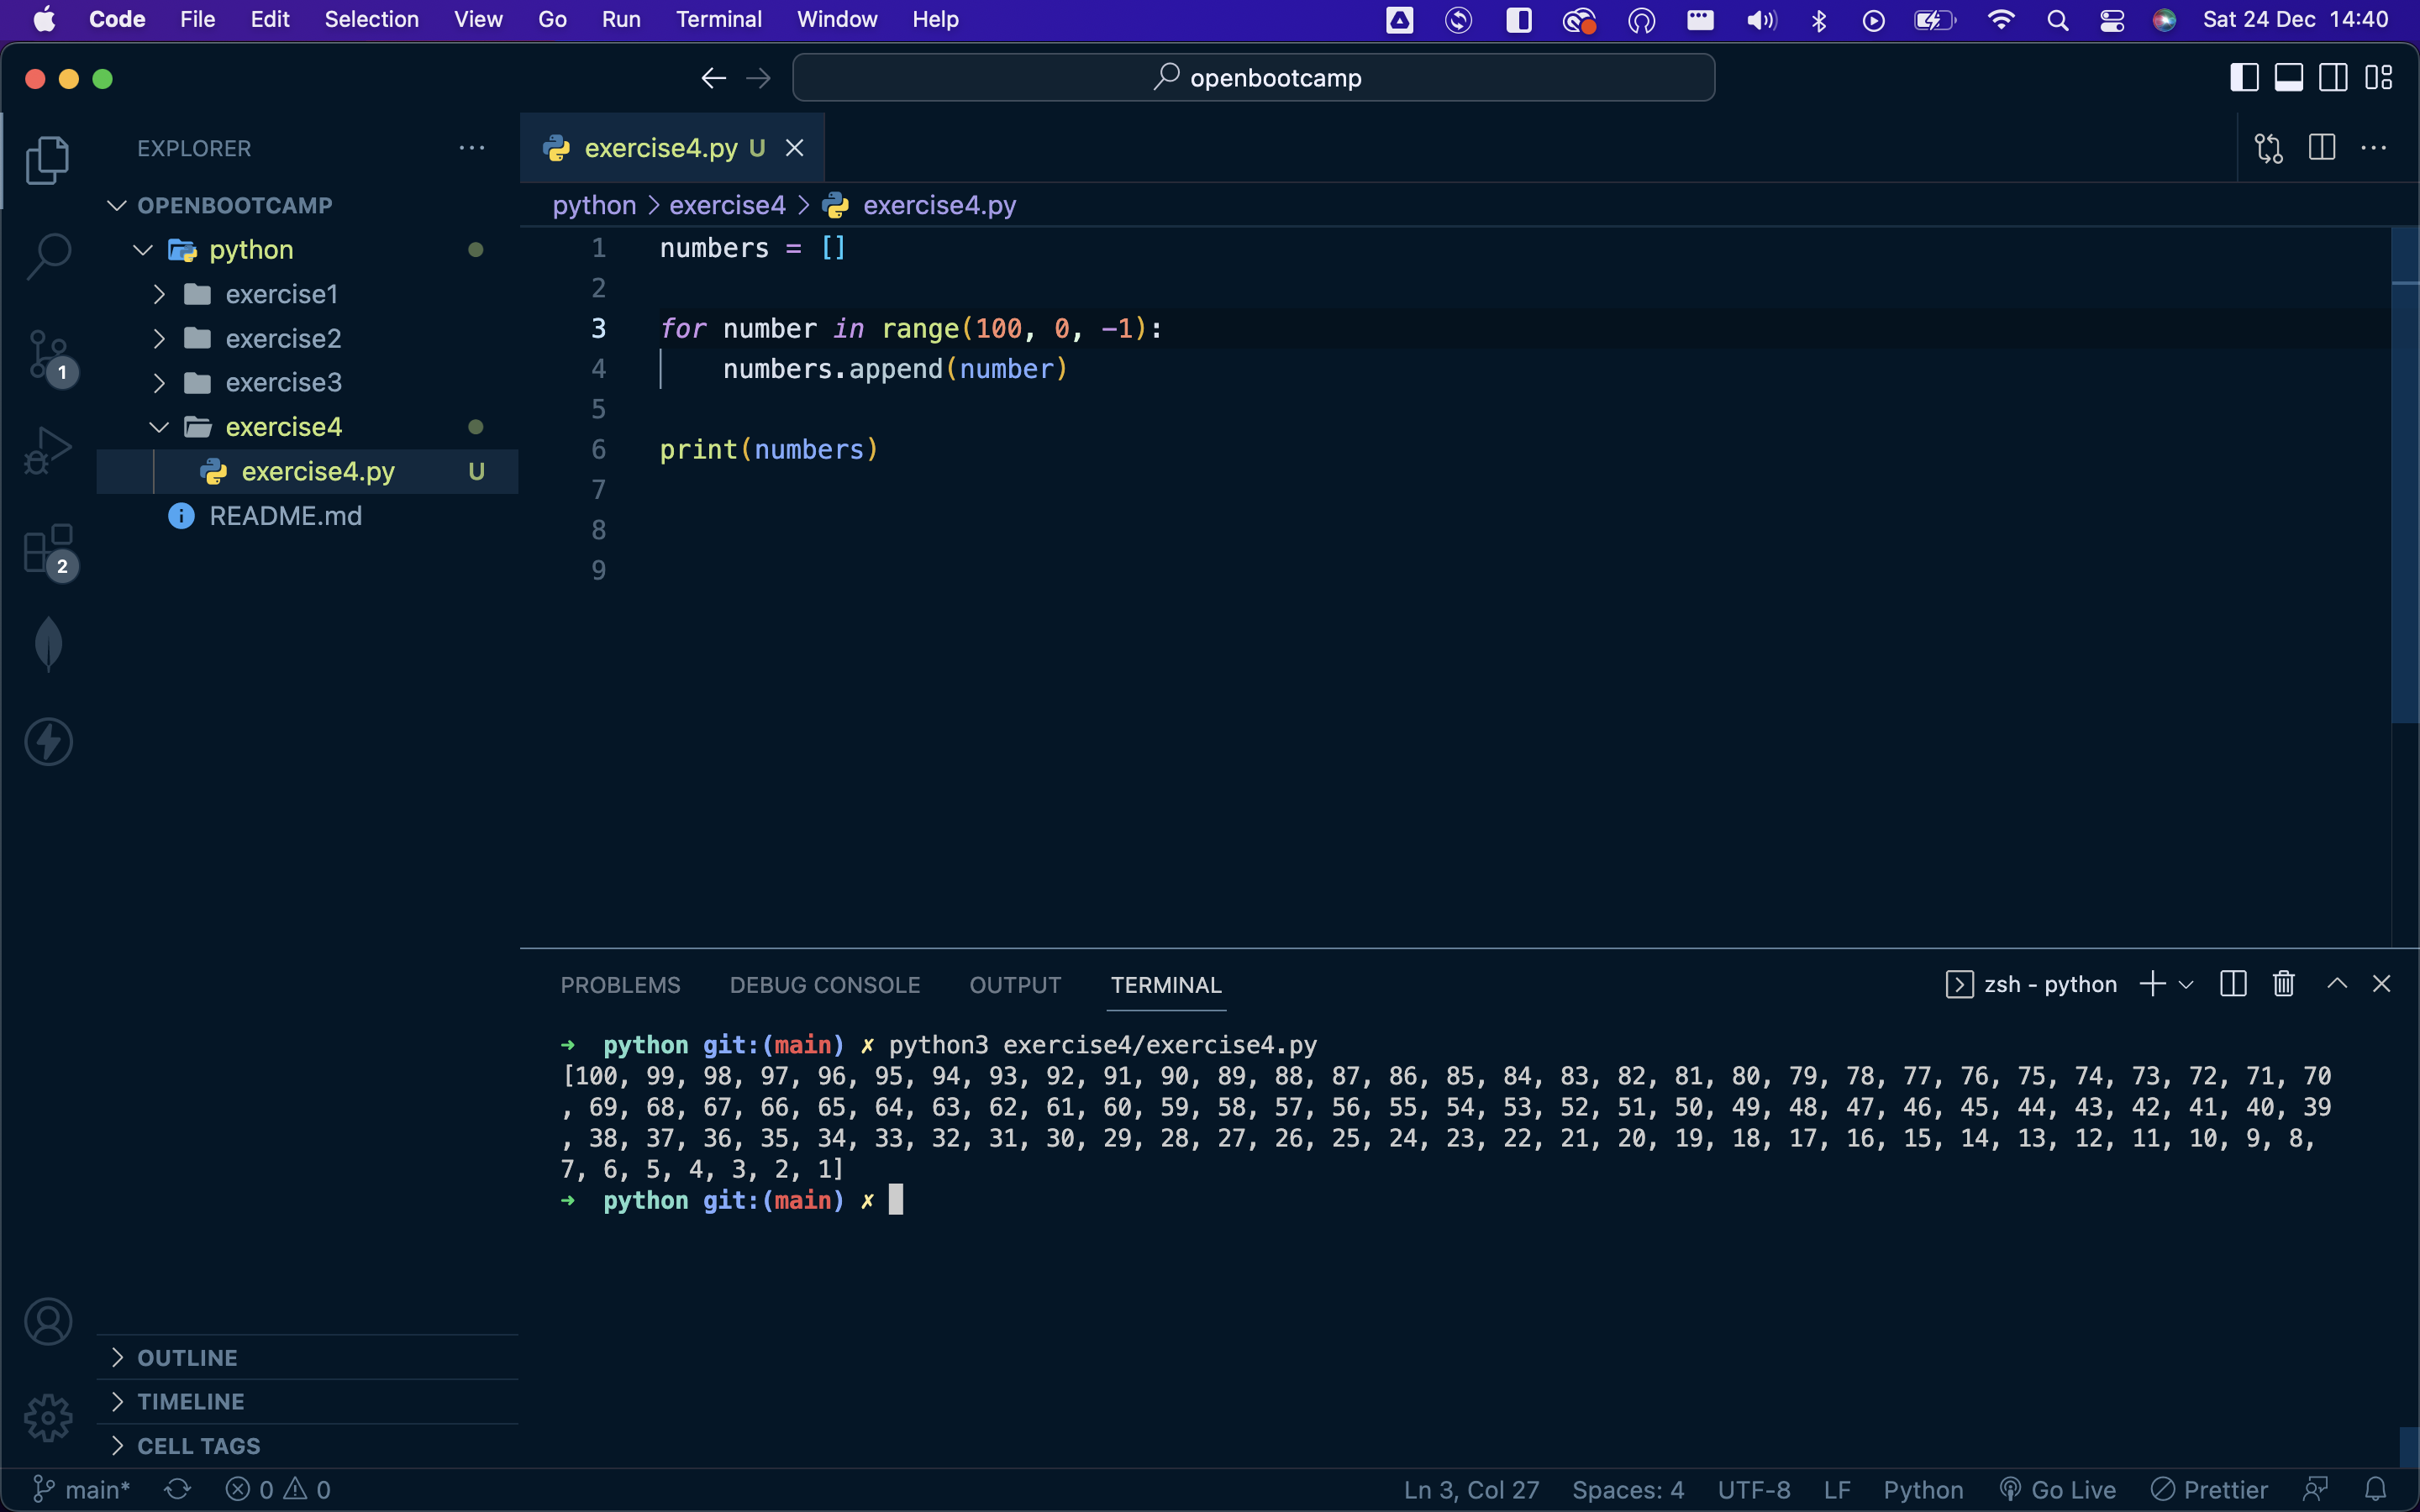 Code File Edit Selection View Go Run Terminal Window Help Sat 24 Dec 14:40
openbootcamp
EXPLORER
OPENBOOTCAMP
python
exercise1
exercise2
exercise3
exercise4
exercise4.py U
README.md
1
2
OUTLINE
TIMELINE
CELL TAGS
exercise4.py U
python > exercise4 > exercise4.py
1 numbers = []
2
3 for number in range(100, 0, -1):
4     numbers.append(number)
5
6 print(numbers)
7
8
9
PROBLEMS DEBUG CONSOLE OUTPUT TERMINAL zsh - python
➜ python git:(main) ✗ python3 exercise4/exercise4.py
[100, 99, 98, 97, 96, 95, 94, 93, 92, 91, 90, 89, 88, 87, 86, 85, 84, 83, 82, 81, 80, 79, 78, 77, 76, 75, 74, 73, 72, 71, 70
, 69, 68, 67, 66, 65, 64, 63, 62, 61, 60, 59, 58, 57, 56, 55, 54, 53, 52, 51, 50, 49, 48, 47, 46, 45, 44, 43, 42, 41, 40, 39
, 38, 37, 36, 35, 34, 33, 32, 31, 30, 29, 28, 27, 26, 25, 24, 23, 22, 21, 20, 19, 18, 17, 16, 15, 14, 13, 12, 11, 10, 9, 8,
7, 6, 5, 4, 3, 2, 1]
➜ python git:(main) ✗
main* 0 0 Ln 3, Col 27 Spaces: 4 UTF-8 LF Python Go Live Prettier